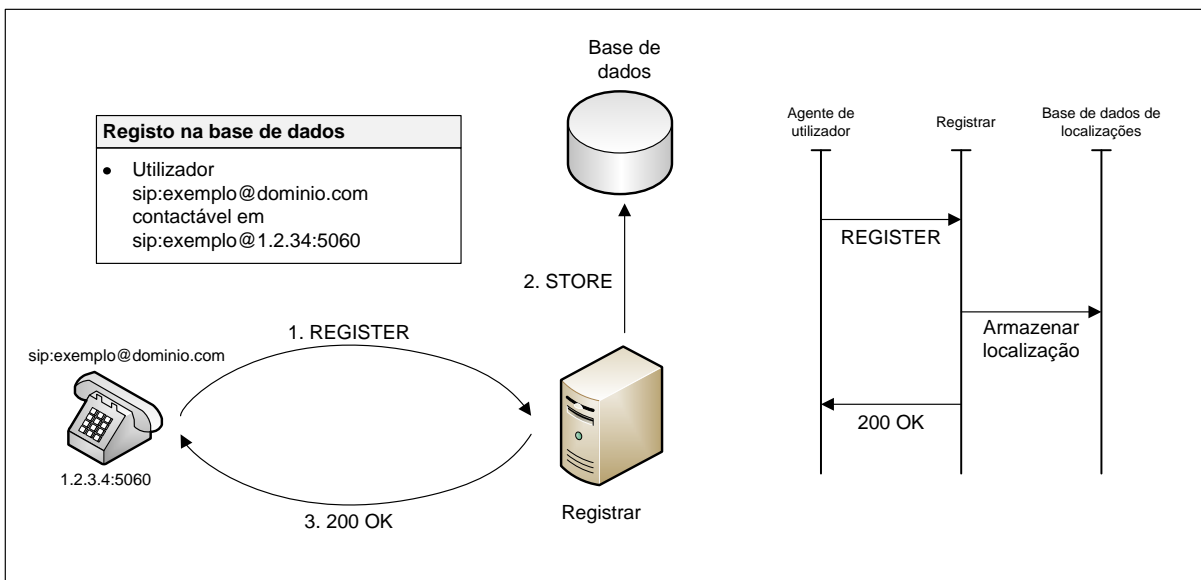 Base de
dados
Registo na base de dados
● Utilizador
sip:exemplo@dominio.com
contactável em
sip:exemplo@1.2.34:5060
2. STORE
1. REGISTER
sip:exemplo@dominio.com
1.2.3.4:5060
3. 200 OK
Registrar
Agente de
utilizador
Registrar
Base de dados de
localizações
REGISTER
Armazenar
localização
200 OK